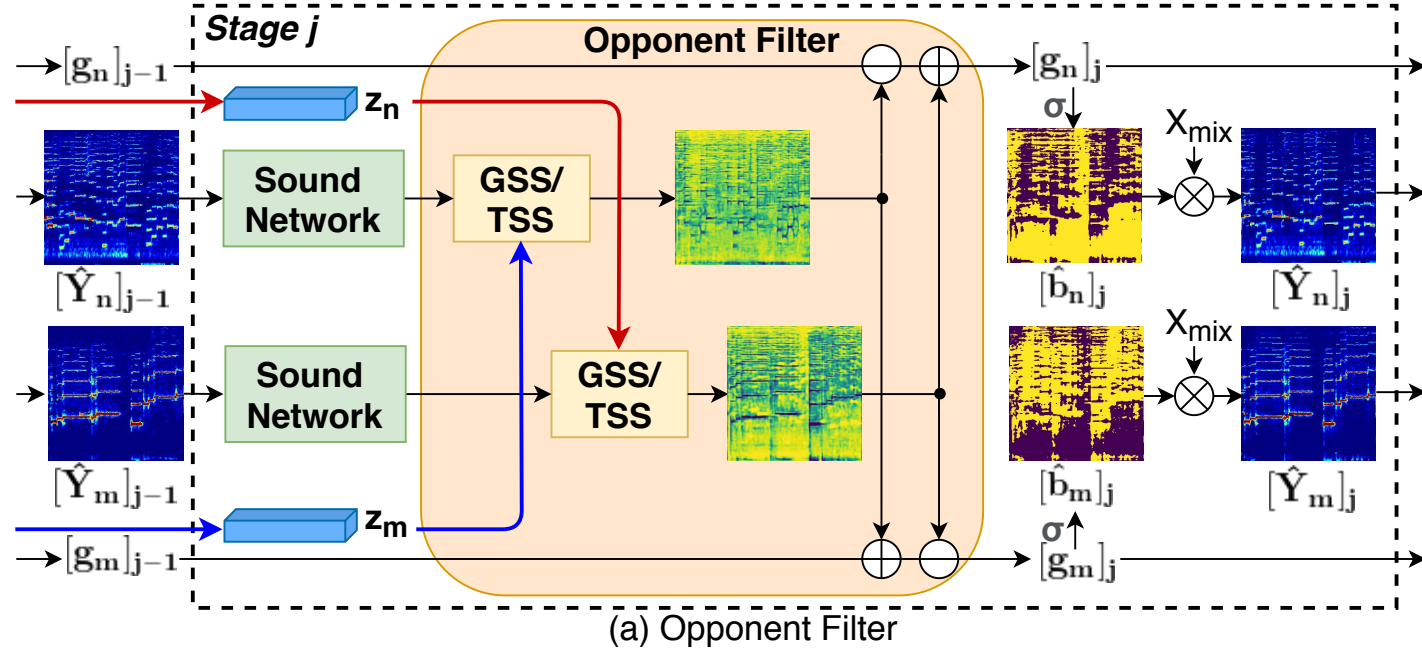 Stage j
Opponent Filter
[g_n]_{j−1}
[g_n]_j
z_n
σ
X_mix
Sound
Network
GSS/
TSS
[Ŷ_n]_{j−1}
[b̂_n]_j
[Ŷ_n]_j
X_mix
Sound
Network
GSS/
TSS
[Ŷ_m]_{j−1}
[b̂_m]_j
[Ŷ_m]_j
z_m
σ
[g_m]_{j−1}
[g_m]_j
(a) Opponent Filter